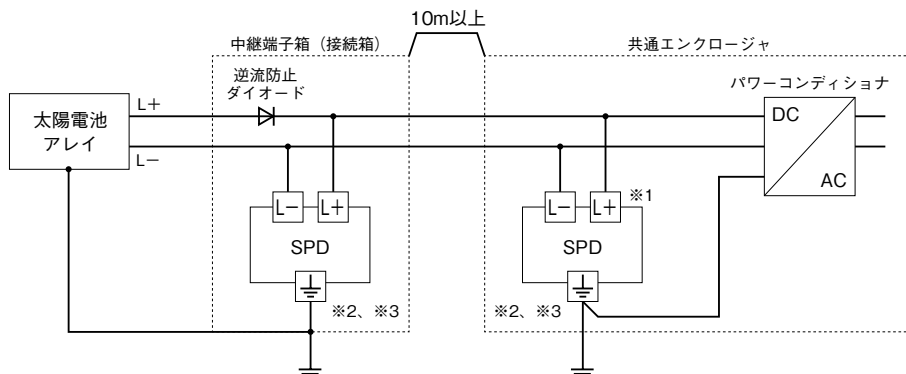 10m以上
中継端子箱（接続箱）
共通エンクロージャ
逆流防止
ダイオード
パワーコンディショナ
太陽電池
アレイ
L+
L−
DC
AC
L− L+
SPD
※2、※3
L− L+ ※1
SPD
※2、※3